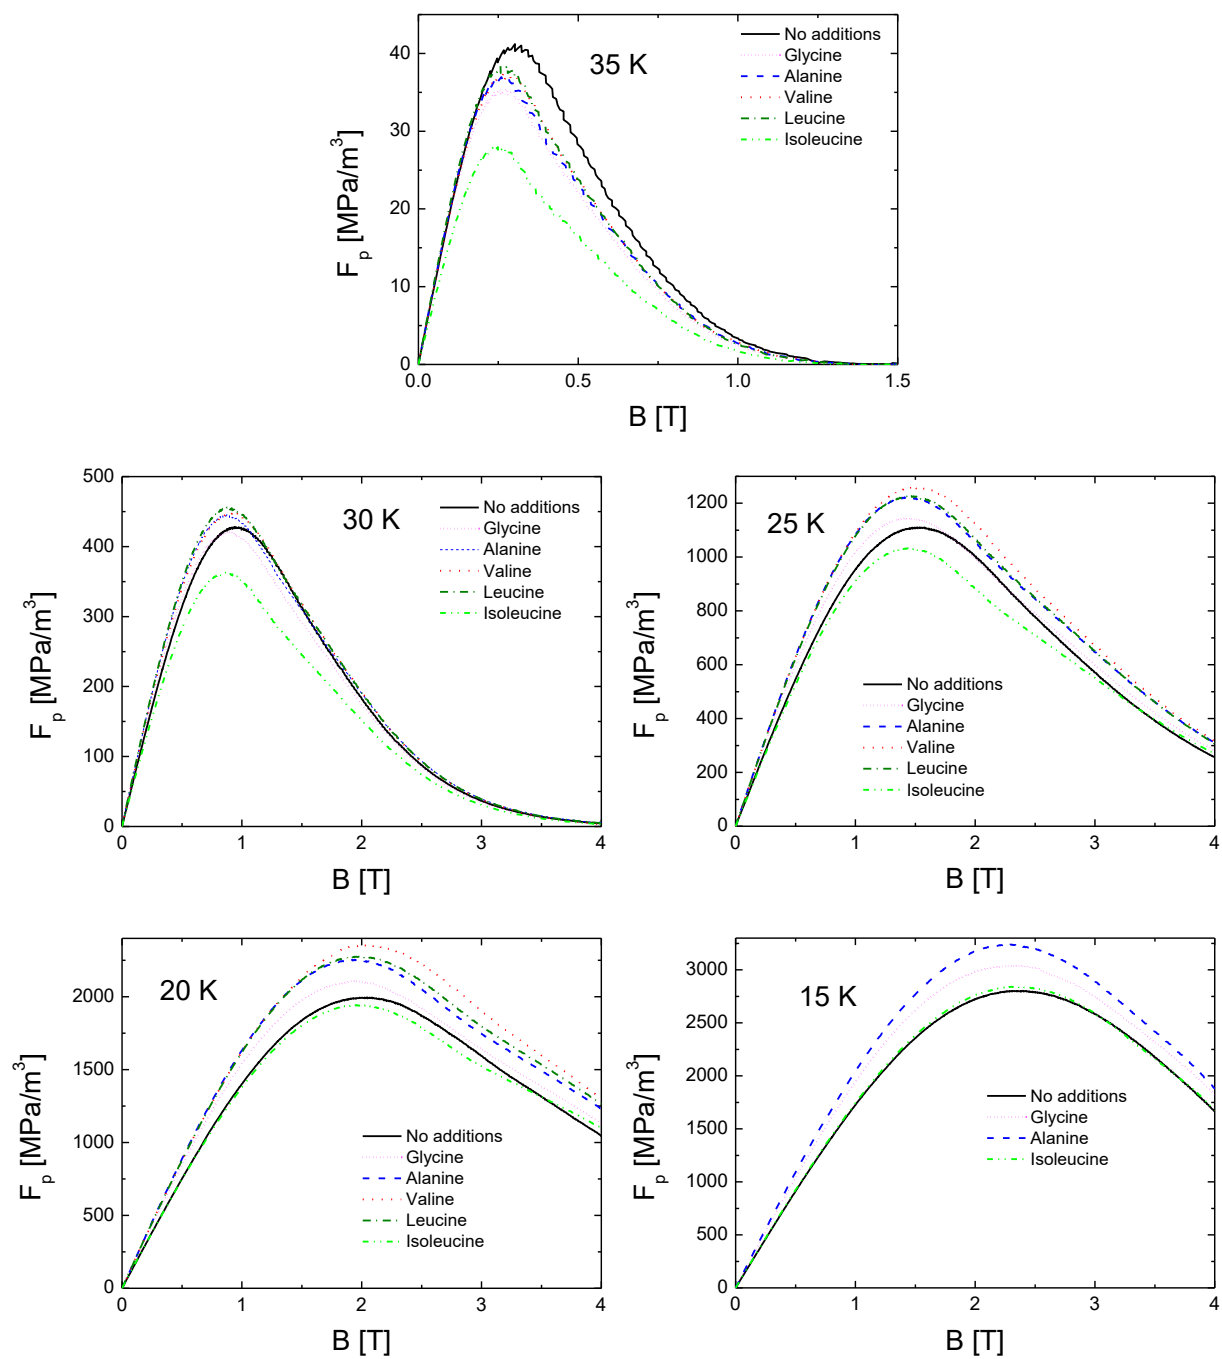 40
30
20
10
0
F_p [MPa/m³]
35 K
No additions
Glycine
Alanine
Valine
Leucine
Isoleucine
0.0 0.5 1.0 1.5
B [T]
500
400
300
200
100
0
F_p [MPa/m³]
30 K
No additions
Glycine
Alanine
Valine
Leucine
Isoleucine
0 1 2 3 4
B [T]
1200
1000
800
600
400
200
0
F_p [MPa/m³]
25 K
No additions
Glycine
Alanine
Valine
Leucine
Isoleucine
0 1 2 3 4
B [T]
2000
1500
1000
500
0
F_p [MPa/m³]
20 K
No additions
Glycine
Alanine
Valine
Leucine
Isoleucine
0 1 2 3 4
B [T]
3000
2500
2000
1500
1000
500
0
F_p [MPa/m³]
15 K
No additions
Glycine
Alanine
Isoleucine
0 1 2 3 4
B [T]